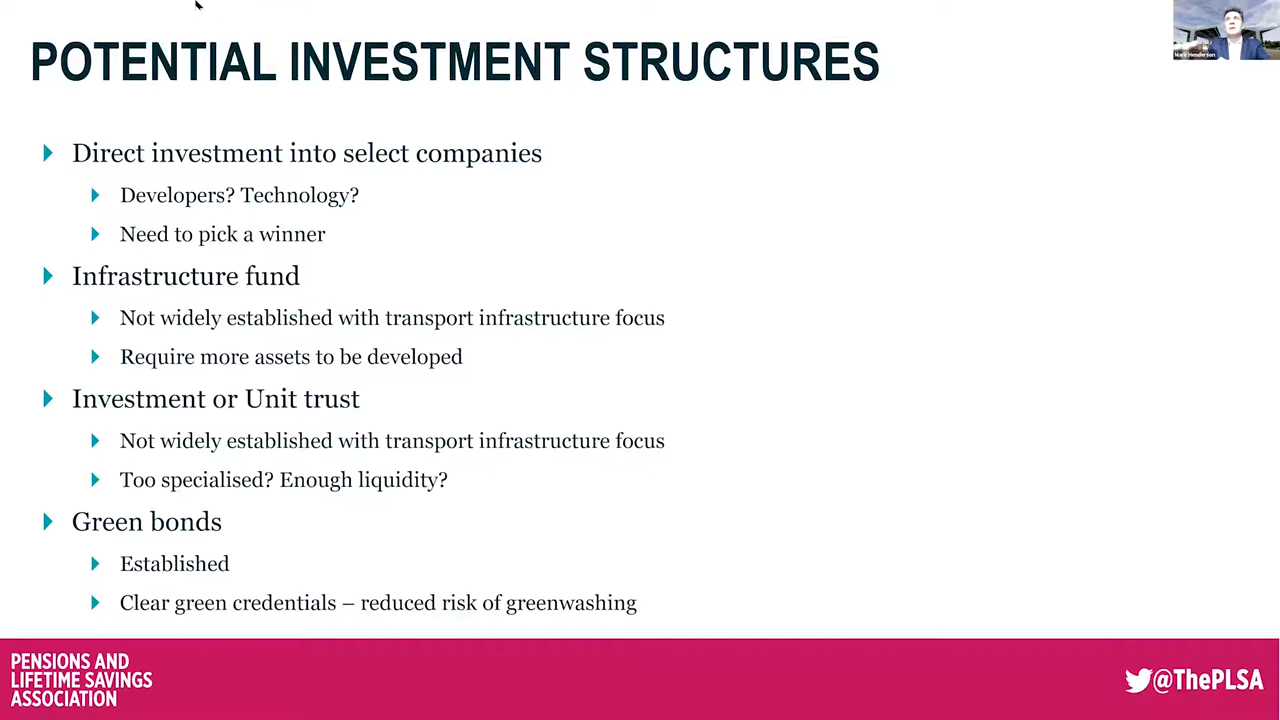 POTENTIAL INVESTMENT STRUCTURES
Mark Henderson
Direct investment into select companies
Developers? Technology?
Need to pick a winner
Infrastructure fund
Not widely established with transport infrastructure focus
Require more assets to be developed
Investment or Unit trust
Not widely established with transport infrastructure focus
Too specialised? Enough liquidity?
Green bonds
Established
Clear green credentials – reduced risk of greenwashing
PENSIONS AND
LIFETIME SAVINGS
ASSOCIATION
@ThePLSA